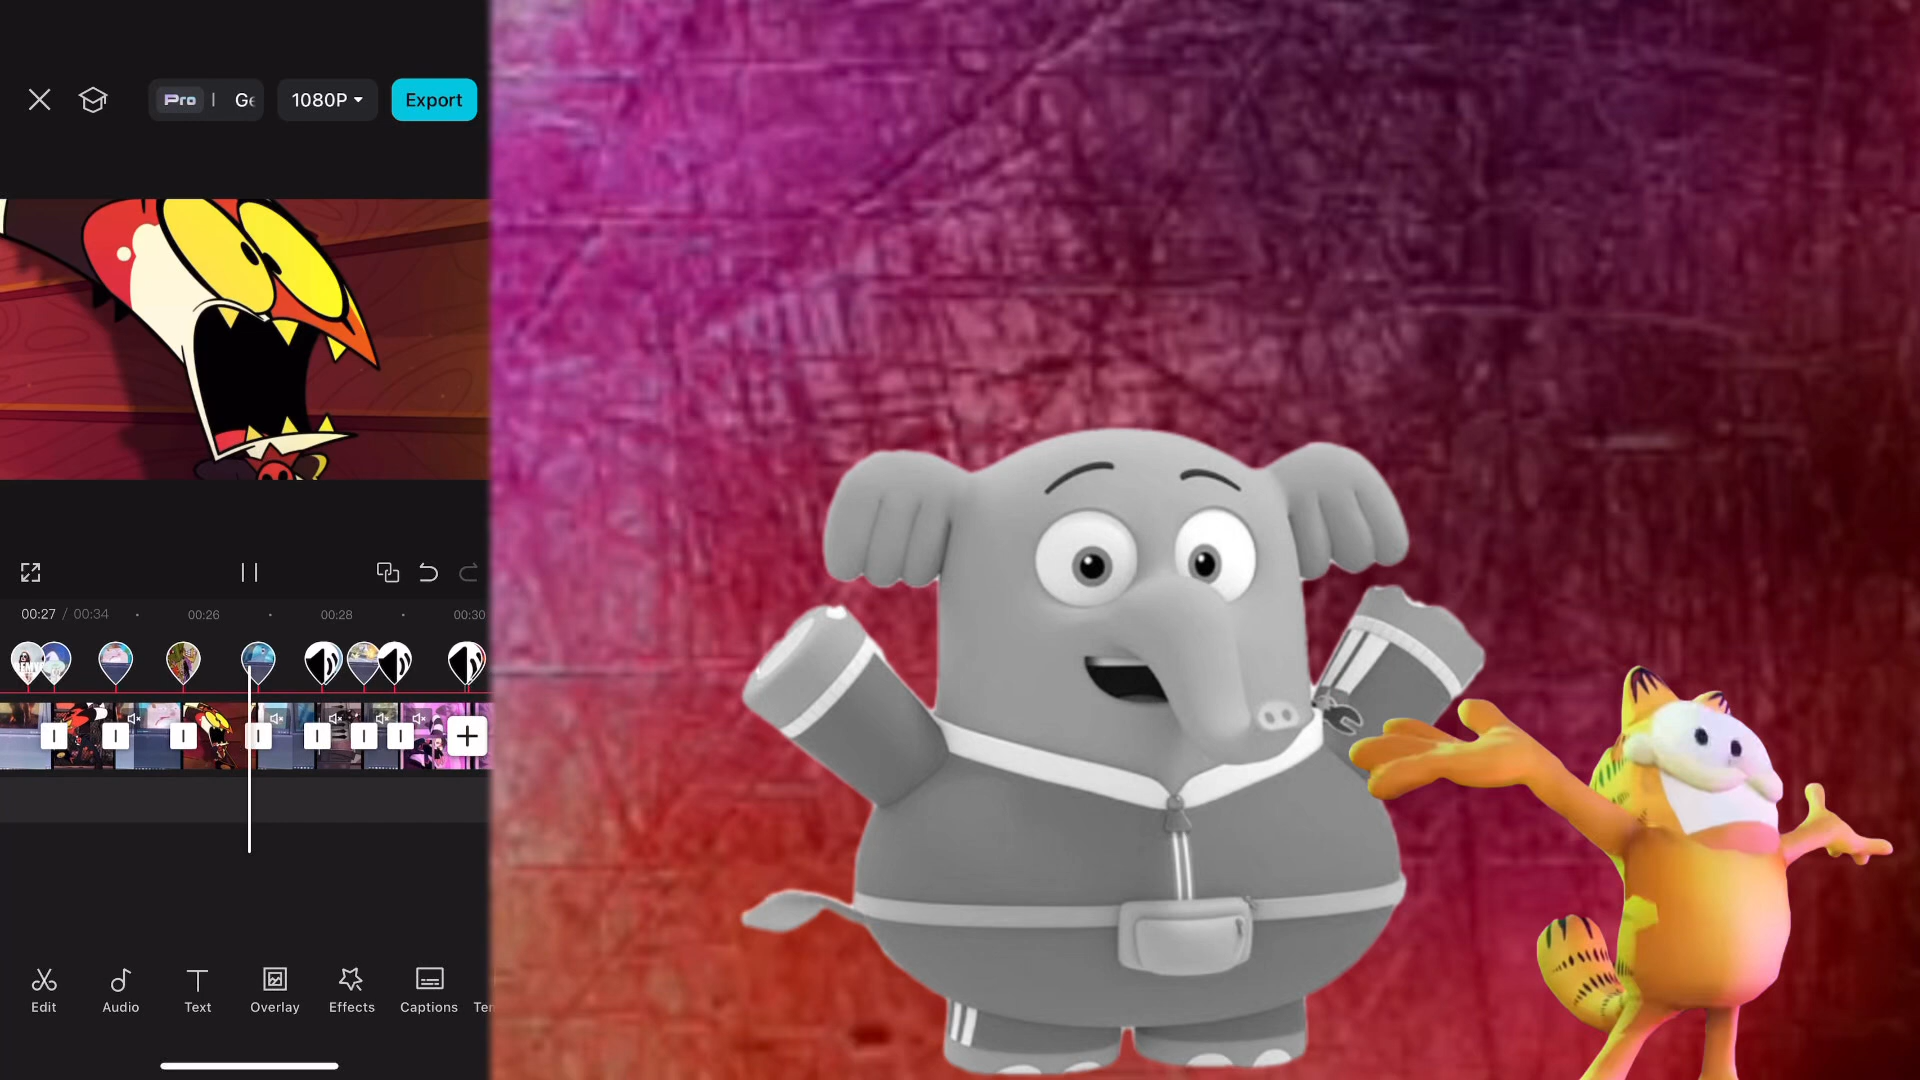 Pro | Ge
1080P
Export
00:27 / 00:34
00:26
00:28
00:30
Edit
Audio
Text
Overlay
Effects
Captions
Ter